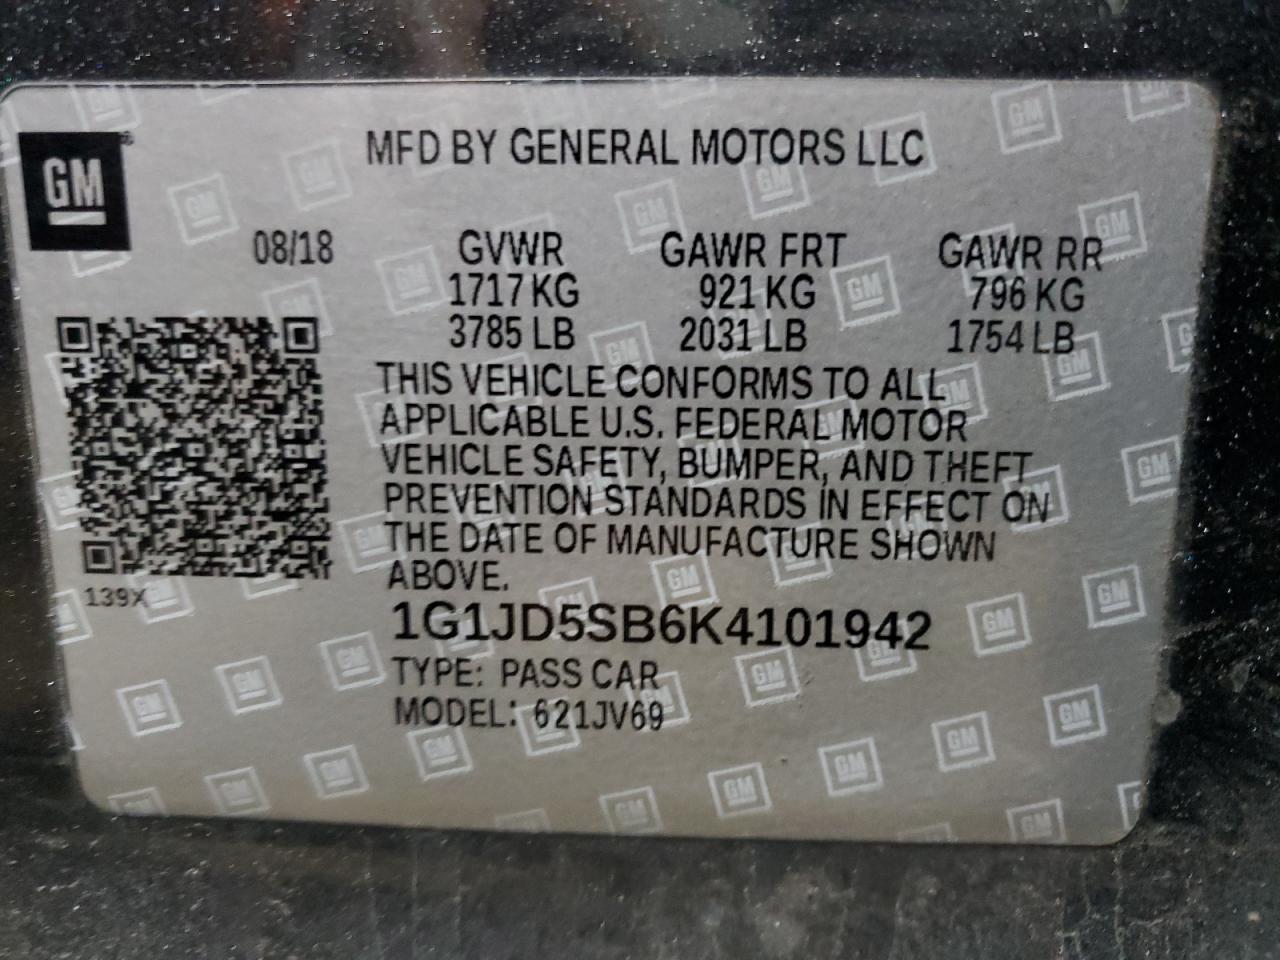 GM
MFD BY GENERAL MOTORS LLC
08/18 GVWR GAWR FRT GAWR RR
1717 KG 921 KG 796 KG
3785 LB 2031 LB 1754 LB
THIS VEHICLE CONFORMS TO ALL
APPLICABLE U.S. FEDERAL MOTOR
VEHICLE SAFETY, BUMPER, AND THEFT
PREVENTION STANDARDS IN EFFECT ON
THE DATE OF MANUFACTURE SHOWN
ABOVE.
139X
1G1JD5SB6K4101942
TYPE: PASS CAR
MODEL: 621JV69